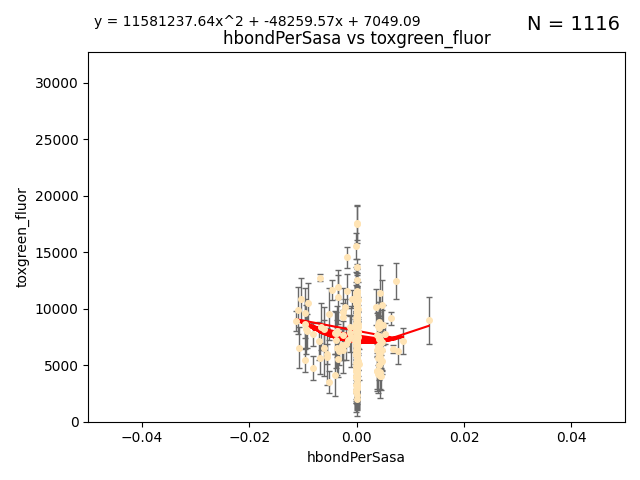 y = 11581237.64x^2 + -48259.57x + 7049.09
N = 1116
hbondPerSasa vs toxgreen_fluor
30000
25000
20000
15000
10000
5000
0
toxgreen_fluor
−0.04
−0.02
0.00
0.02
0.04
hbondPerSasa